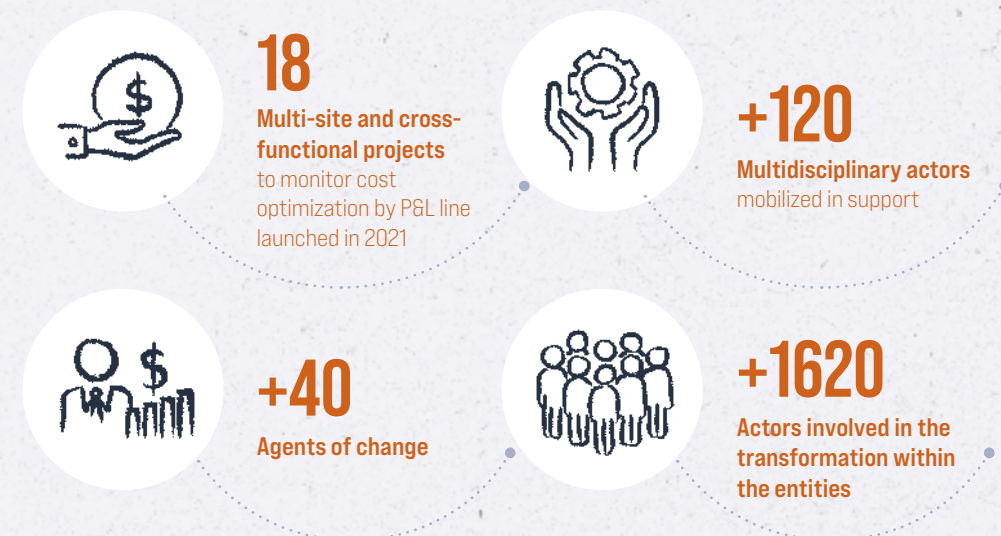 18
Multi-site and cross-
functional projects
to monitor cost
optimization by P&L line
launched in 2021
+120
Multidisciplinary actors
mobilized in support
+40
Agents of change
+1620
Actors involved in the
transformation within
the entities